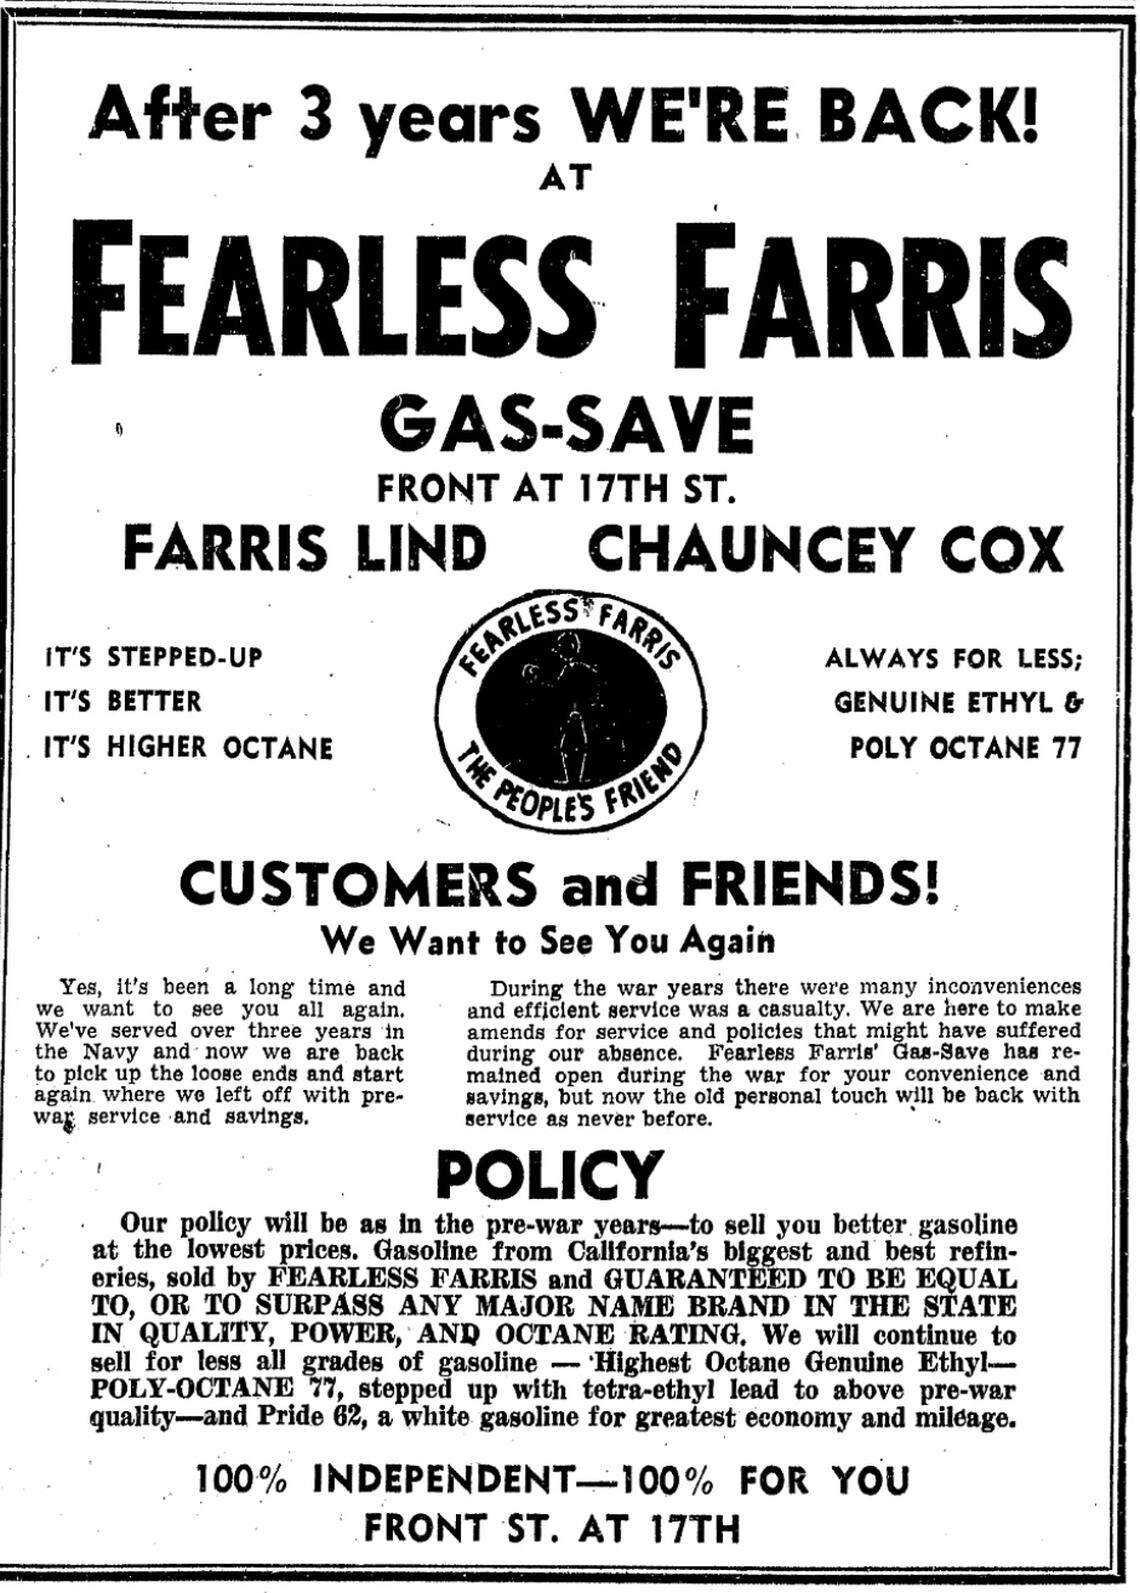 After 3 years WE'RE BACK!
AT
FEARLESS FARRIS
GAS-SAVE
FRONT AT 17TH ST.
FARRIS LIND CHAUNCEY COX
IT'S STEPPED-UP
IT'S BETTER
IT'S HIGHER OCTANE
FEARLESS FARRIS
THE PEOPLE'S FRIEND
ALWAYS FOR LESS;
GENUINE ETHYL &
POLY OCTANE 77
CUSTOMERS and FRIENDS!
We Want to See You Again
Yes, it's been a long time and
we want to see you all again.
We've served over three years in
the Navy and now we are back
to pick up the loose ends and start
again where we left off with pre-
war service and savings.
During the war years there were many inconveniences
and efficient service was a casualty. We are here to make
amends for service and policies that might have suffered
during our absence. Fearless Farris' Gas-Save has re-
mained open during the war for your convenience and
savings, but now the old personal touch will be back with
service as never before.
POLICY
Our policy will be as in the pre-war years—to sell you better gasoline
at the lowest prices. Gasoline from California's biggest and best refin-
eries, sold by FEARLESS FARRIS and GUARANTEED TO BE EQUAL
TO, OR TO SURPASS ANY MAJOR NAME BRAND IN THE STATE
IN QUALITY, POWER, AND OCTANE RATING. We will continue to
sell for less all grades of gasoline — Highest Octane Genuine Ethyl—
POLY-OCTANE 77, stepped up with tetra-ethyl lead to above pre-war
quality—and Pride 62, a white gasoline for greatest economy and mileage.
100% INDEPENDENT—100% FOR YOU
FRONT ST. AT 17TH